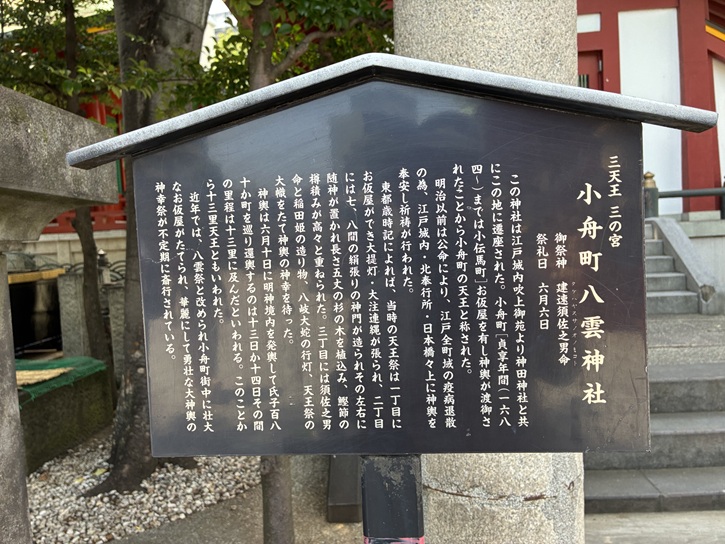 三天王 三の宮
小舟町八雲神社
御祭神 建速須佐之男命
タケハヤスサノヲノミコト
祭礼日 六月六日
この神社は江戸城内吹上御苑より神田神社と共
にこの地に遷座された。小舟町「貞享年間(一六八
四〜)までは小伝馬町」お仮屋を有し神輿が渡御さ
れたことから小舟町の天王と称された。
明治以前は公命により、江戸全町域の疫病退散
の為、江戸城内・北奉行所・日本橋々上に神輿を
奉安し祈祷が行われた。
東都歳時記によれば、当時の天王祭は一丁目に
お仮屋ができ大提灯・大注連縄が張られ、二丁目
には七、八間の絹張りの神門が造られその左右に
随神が置かれ長さ五丈の杉の木を植込み、鰹節の
樽積みが高々と重ねられた。三丁目には須佐之男
命と稲田姫の造り物、八岐大蛇の行灯、天王祭の
大幟をたて神輿の神幸を待った。
神輿は六月十日に明神境内を発輿して氏子百八
十か町を巡り還輿するのは十三日か十四日その間
の里程は十三里に及んだといわれる。このことか
ら十三里天王ともいわれた。
近年では、八雲祭と改められ小舟町街中に壮大
なお仮屋がたてられ、華麗にして勇壮な大神輿の
神幸祭が不定期に斎行されている。